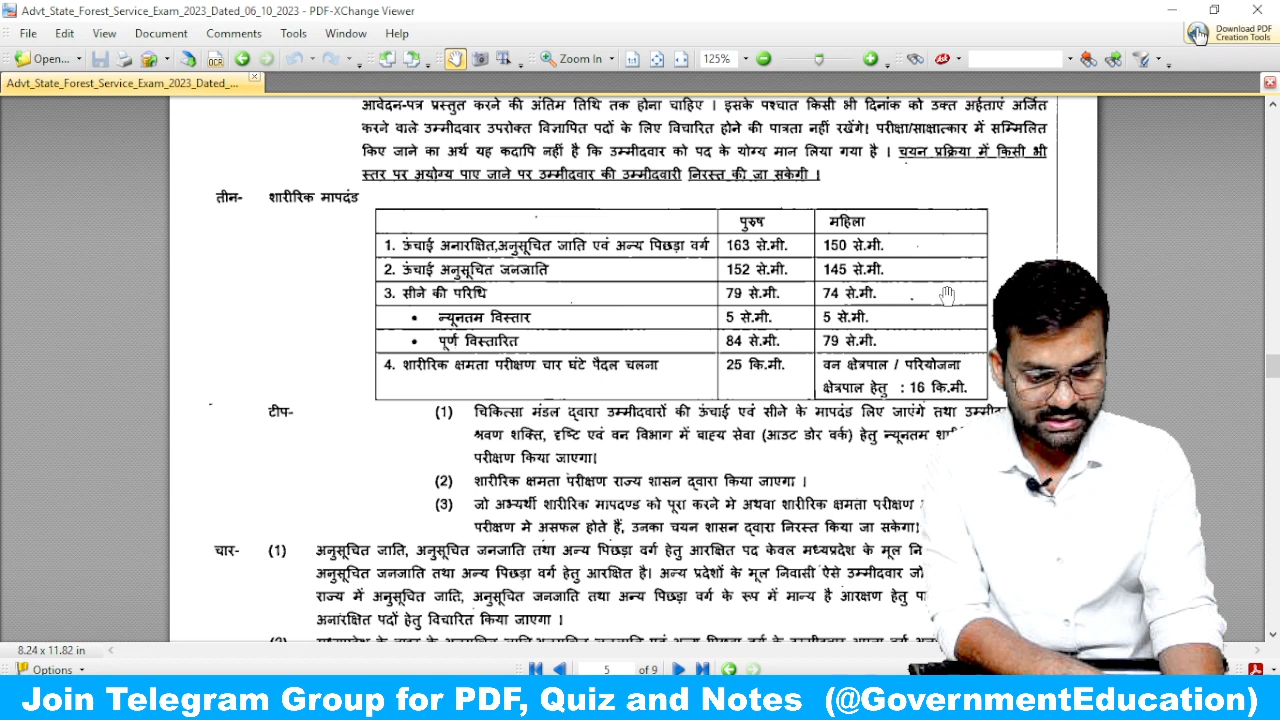 Advt_State_Forest_Service_Exam_2023_Dated_06_10_2023 - PDF-XChange Viewer
File Edit View Document Comments Tools Window Help
Download PDF
Creation Tools
Open... OCR Zoom In 125%
Advt_State_Forest_Service_Exam_2023_Dated_...
आवेदन-पत्र प्रस्तुत करने की अंतिम तिथि तक होना चाहिए । इसके पश्चात किसी भी दिनांक को उक्त अर्हताएं अर्जित
करने वाले उम्मीदवार उपरोक्त विज्ञापित पदों के लिए विचारित होने की पात्रता नहीं रखेंगे। परीक्षा/साक्षात्कार में सम्मिलित
किए जाने का अर्थ यह कदापि नहीं है कि उम्मीदवार को पद के योग्य मान लिया गया है । चयन प्रक्रिया में किसी भी
स्तर पर अयोग्य पाए जाने पर उम्मीदवार की उम्मीदवारी निरस्त की जा सकेगी ।
तीन- शारीरिक मापदंड
पुरुष महिला
1. ऊंचाई अनारक्षित,अनुसूचित जाति एवं अन्य पिछड़ा वर्ग 163 से.मी. 150 से.मी.
2. ऊंचाई अनुसूचित जनजाति 152 से.मी. 145 से.मी.
3. सीने की परिधि 79 से.मी. 74 से.मी.
• न्यूनतम विस्तार 5 से.मी. 5 से.मी.
• पूर्ण विस्तारित 84 से.मी. 79 से.मी.
4. शारीरिक क्षमता परीक्षण चार घंटे पैदल चलना 25 कि.मी. वन क्षेत्रपाल / परियोजना
क्षेत्रपाल हेतु : 16 कि.मी.
टीप- (1) चिकित्सा मंडल द्वारा उम्मीदवारों की ऊंचाई एवं सीने के मापदंड लिए जाएंगे तथा
श्रवण शक्ति, दृष्टि एवं वन विभाग में बाह्य सेवा (आउट डोर वर्क) हेतु न्यूनतम
परीक्षण किया जाएगा।
(2) शारीरिक क्षमता परीक्षण राज्य शासन द्वारा किया जाएगा ।
(3) जो अभ्यर्थी शारीरिक मापदण्ड को पूरा करने मे अथवा शारीरिक क्षमता परीक्षण
परीक्षण मे असफल होते हैं, उनका चयन शासन द्वारा निरस्त किया जा सकेगा।
चार- (1) अनुसूचित जाति, अनुसूचित जनजाति तथा अन्य पिछड़ा वर्ग हेतु आरक्षित पद केवल मध्यप्रदेश के मूल
अनुसूचित जनजाति तथा अन्य पिछड़ा वर्ग हेतु आरक्षित है। अन्य प्रदेशों के मूल निवासी ऐसे उम्मीदवार जो
राज्य में अनुसूचित जाति, अनुसूचित जनजाति तथा अन्य पिछड़ा वर्ग के रूप में मान्य है आरक्षण हेतु
अनारक्षित पदों हेतु विचारित किया जाएगा ।
8.24 x 11.82 in
Options 5 of 9
Join Telegram Group for PDF, Quiz and Notes (@GovernmentEducation)